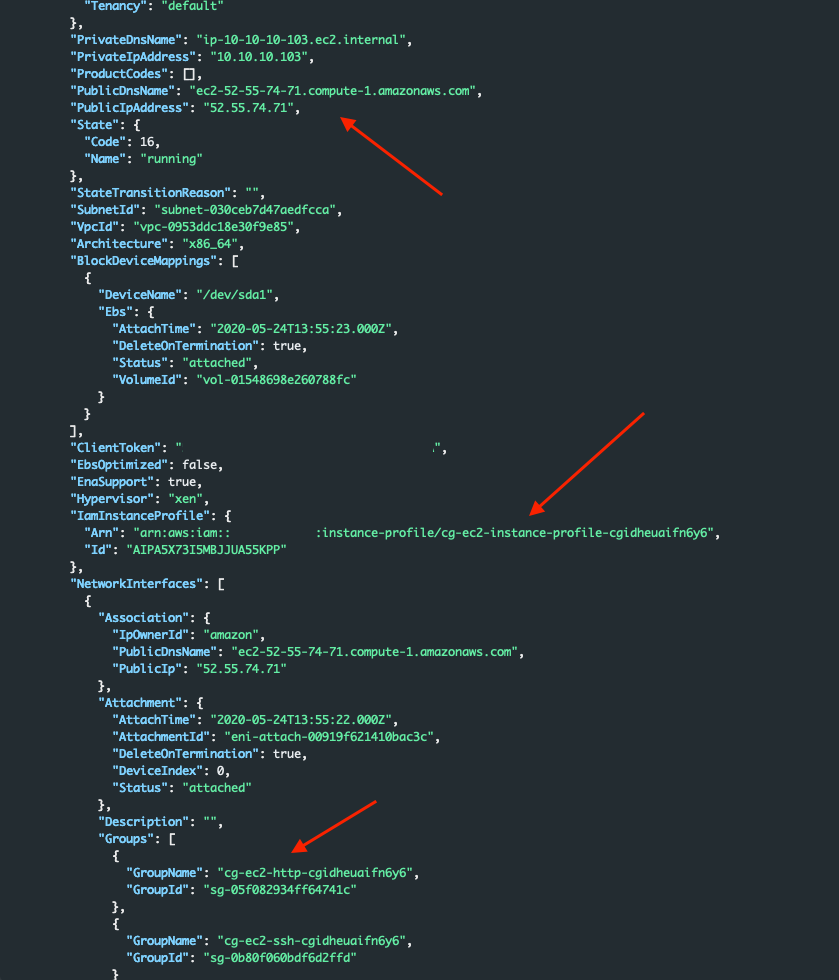 "Tenancy": "default"
},
"PrivateDnsName": "ip-10-10-10-103.ec2.internal",
"PrivateIpAddress": "10.10.10.103",
"ProductCodes": [],
"PublicDnsName": "ec2-52-55-74-71.compute-1.amazonaws.com",
"PublicIpAddress": "52.55.74.71",
"State": {
"Code": 16,
"Name": "running"
},
"StateTransitionReason": "",
"SubnetId": "subnet-030ceb7d47aedfcca",
"VpcId": "vpc-0953ddc18e30f9e85",
"Architecture": "x86_64",
"BlockDeviceMappings": [
{
"DeviceName": "/dev/sda1",
"Ebs": {
"AttachTime": "2020-05-24T13:55:23.000Z",
"DeleteOnTermination": true,
"Status": "attached",
"VolumeId": "vol-01548698e260788fc"
}
}
],
"ClientToken": " ",
"EbsOptimized": false,
"EnaSupport": true,
"Hypervisor": "xen",
"IamInstanceProfile": {
"Arn": "arn:aws:iam:: :instance-profile/cg-ec2-instance-profile-cgidheuaifn6y6",
"Id": "AIPA5X73I5MBJJUA55KPP"
},
"NetworkInterfaces": [
{
"Association": {
"IpOwnerId": "amazon",
"PublicDnsName": "ec2-52-55-74-71.compute-1.amazonaws.com",
"PublicIp": "52.55.74.71"
},
"Attachment": {
"AttachTime": "2020-05-24T13:55:22.000Z",
"AttachmentId": "eni-attach-00919f621410bac3c",
"DeleteOnTermination": true,
"DeviceIndex": 0,
"Status": "attached"
},
"Description": "",
"Groups": [
{
"GroupName": "cg-ec2-http-cgidheuaifn6y6",
"GroupId": "sg-05f082934ff64741c"
},
{
"GroupName": "cg-ec2-ssh-cgidheuaifn6y6",
"GroupId": "sg-0b80f060bdf6d2ffd"
}